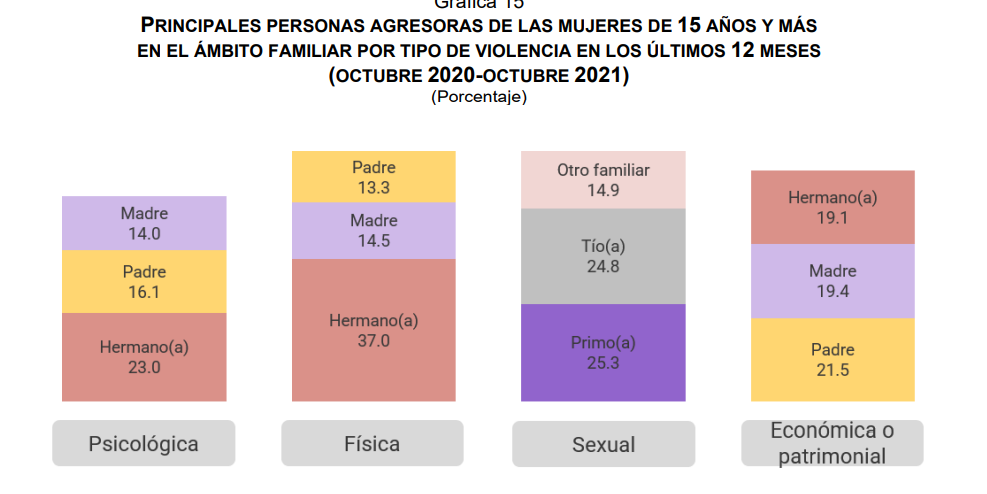 Gráfica 15
PRINCIPALES PERSONAS AGRESORAS DE LAS MUJERES DE 15 AÑOS Y MÁS
EN EL ÁMBITO FAMILIAR POR TIPO DE VIOLENCIA EN LOS ÚLTIMOS 12 MESES
(OCTUBRE 2020-OCTUBRE 2021)
(Porcentaje)
Madre
14.0
Padre
16.1
Hermano(a)
23.0
Psicológica
Padre
13.3
Madre
14.5
Hermano(a)
37.0
Física
Otro familiar
14.9
Tío(a)
24.8
Primo(a)
25.3
Sexual
Hermano(a)
19.1
Madre
19.4
Padre
21.5
Económica o
patrimonial